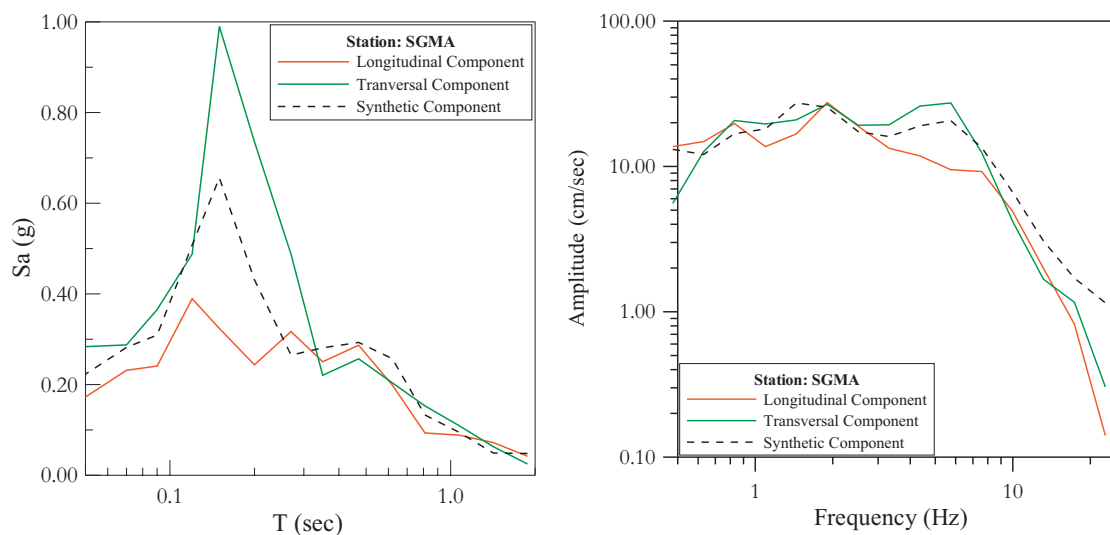 1.00
0.80
0.60
0.40
0.20
0.00
Sa (g)
0.1
1.0
T (sec)
Station: SGMA
Longitudinal Component
Tranversal Component
Synthetic Component
100.00
10.00
1.00
0.10
Amplitude (cm/sec)
1
10
Frequency (Hz)
Station: SGMA
Longitudinal Component
Transversal Component
Synthetic Component